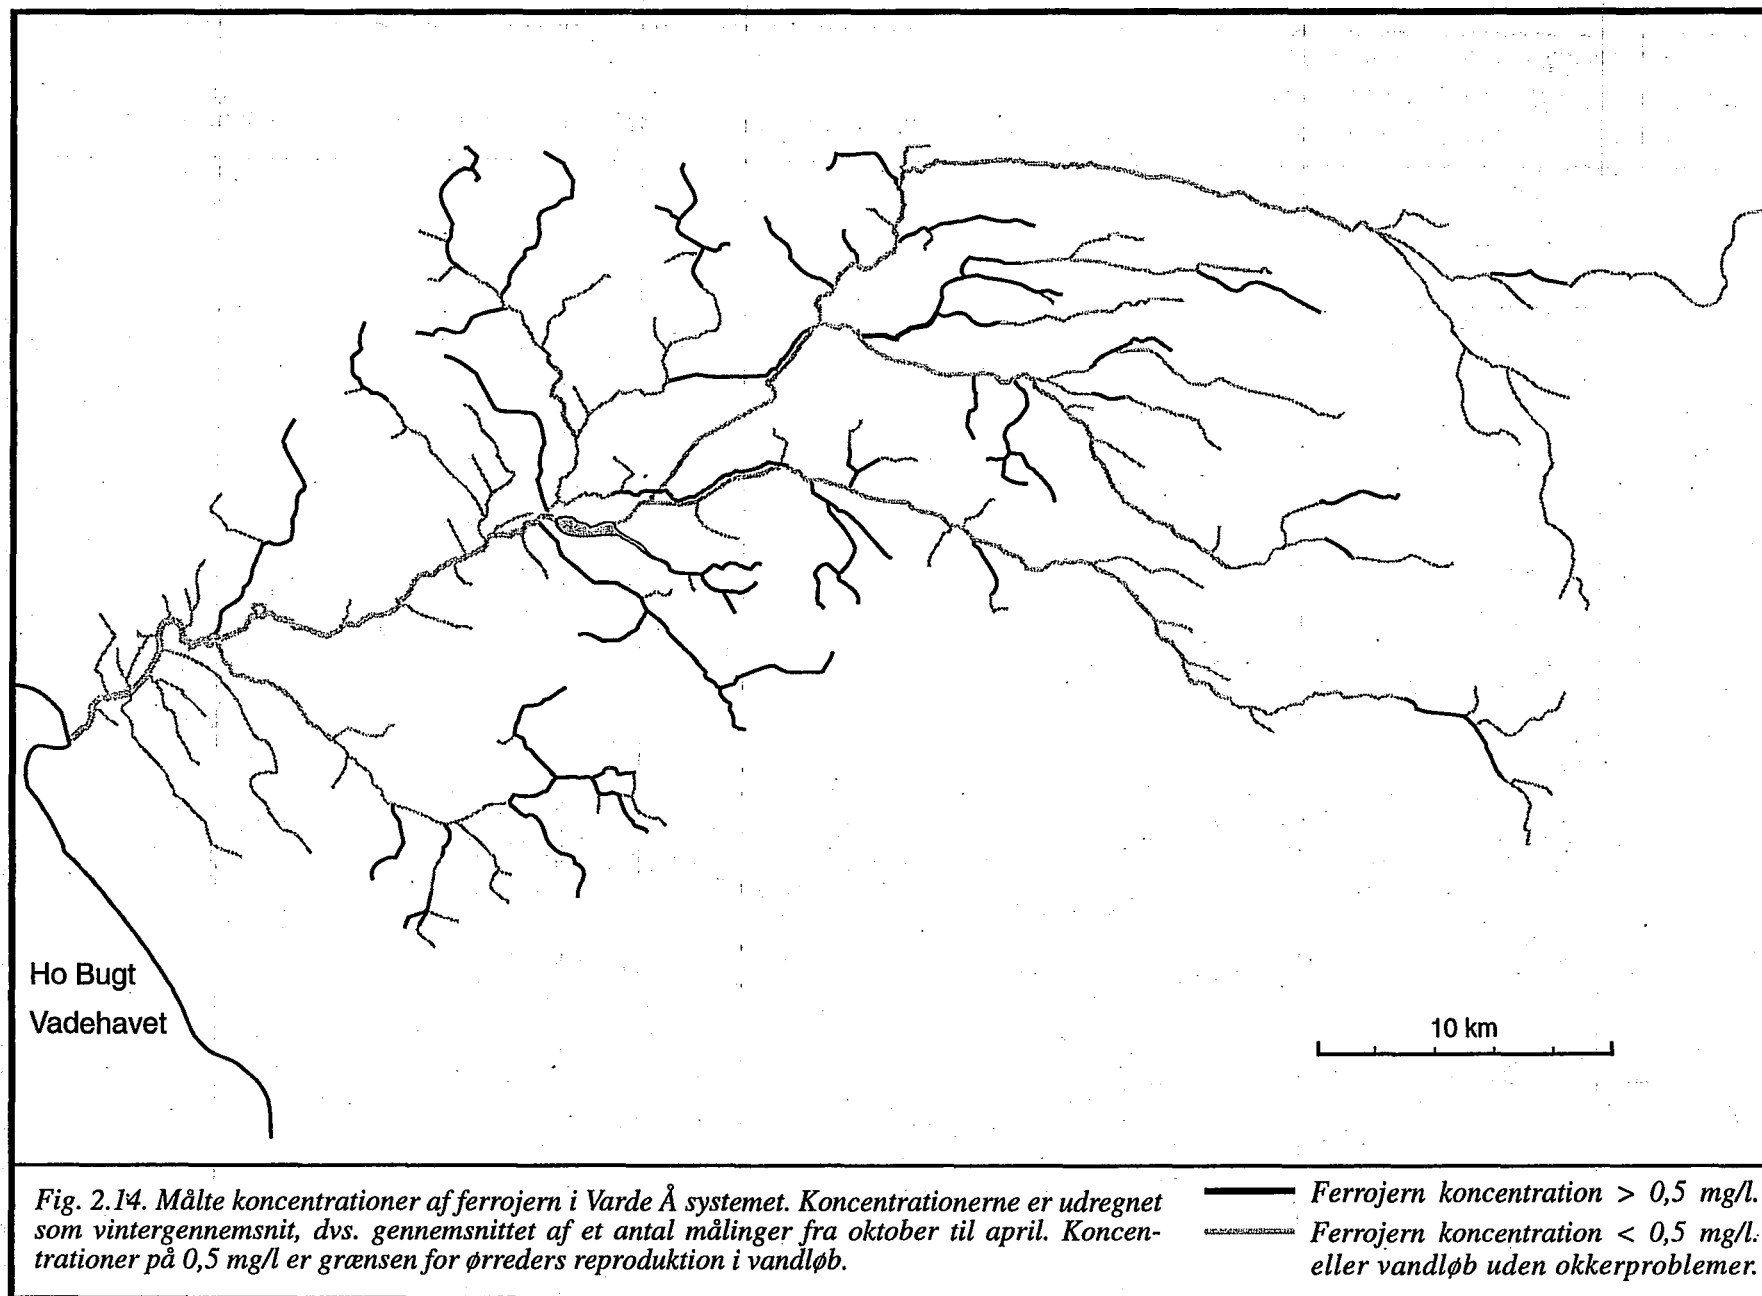 Ho Bugt
Vadehavet
10 km
Fig. 2.14. Målte koncentrationer af ferrojern i Varde Å systemet. Koncentrationerne er udregnet
som vintergennemsnit, dvs. gennemsnittet af et antal målinger fra oktober til april. Koncen-
trationer på 0,5 mg/l er grænsen for ørreders reproduktion i vandløb.
Ferrojern koncentration > 0,5 mg/l.
Ferrojern koncentration < 0,5 mg/l.
eller vandløb uden okkerproblemer.